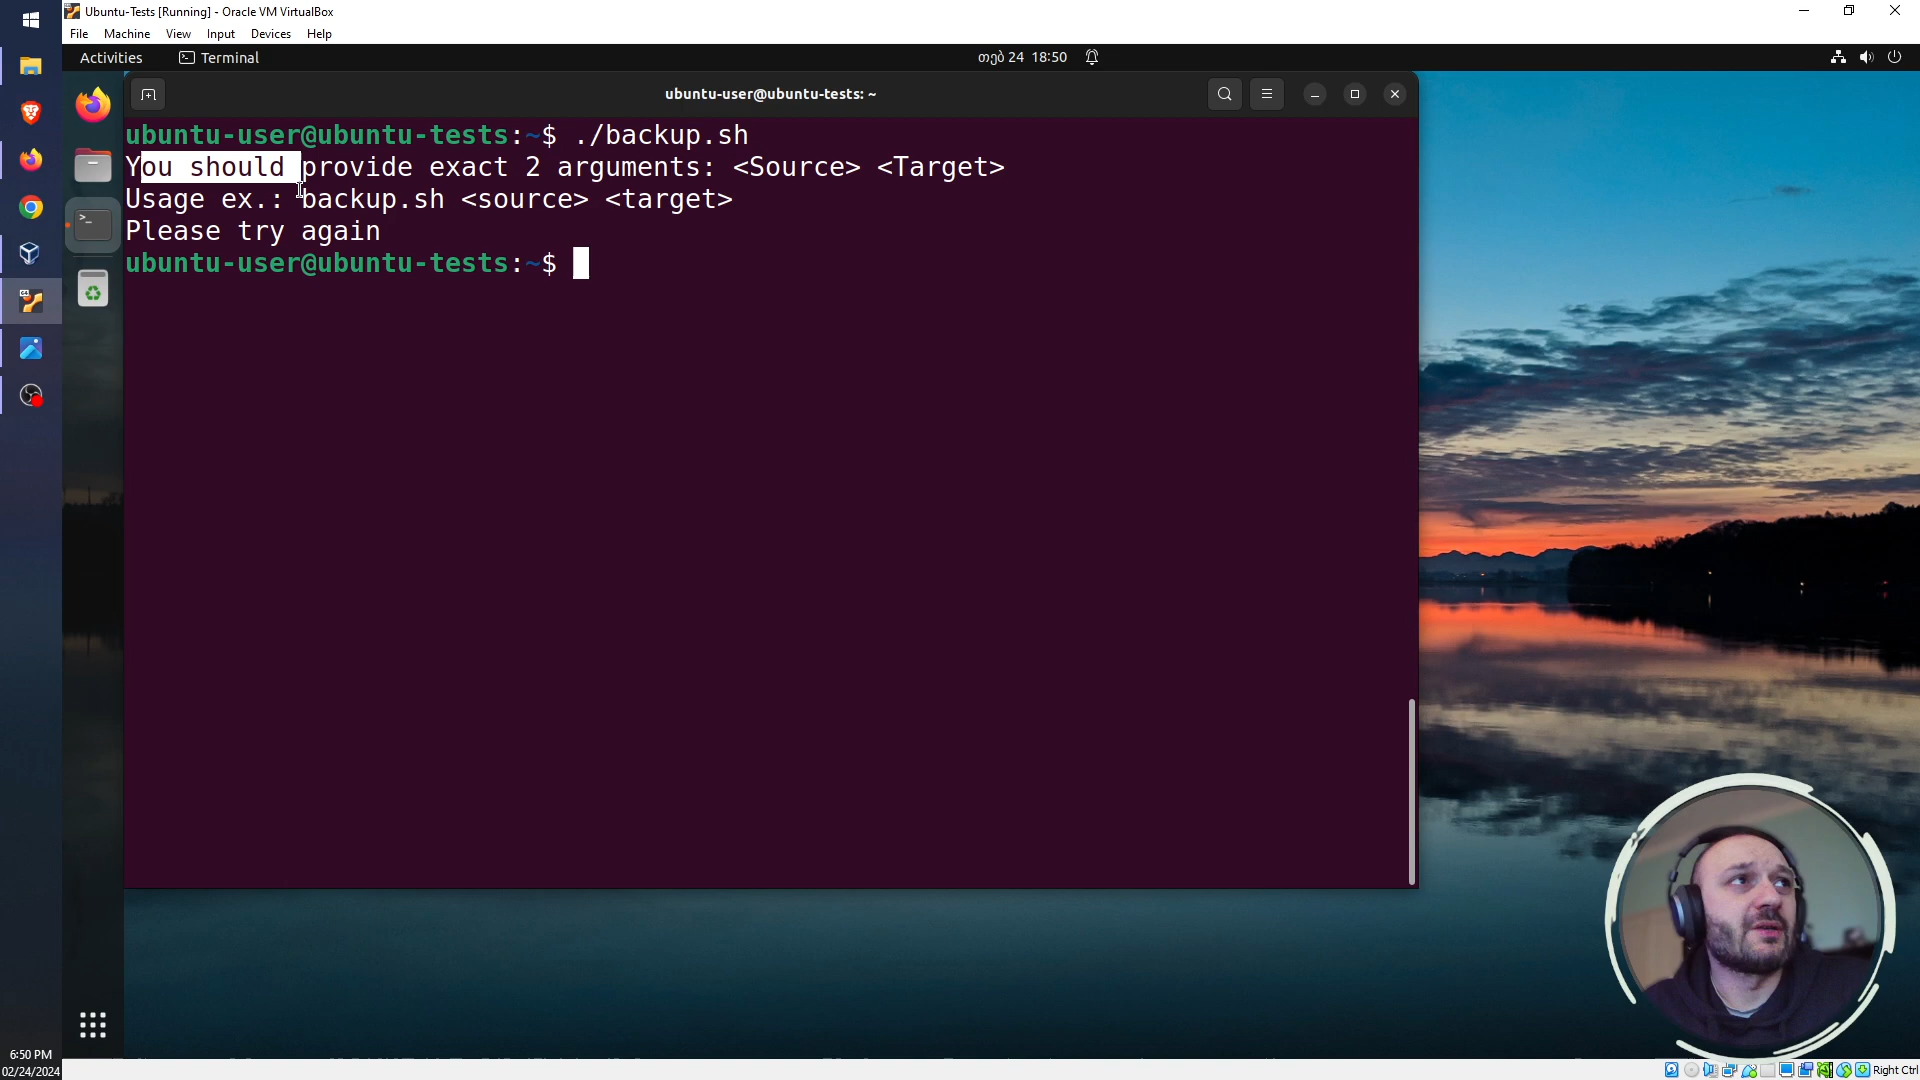 Ubuntu-Tests [Running] - Oracle VM VirtualBox
File Machine View Input Devices Help
Activities Terminal თებ 24 18:50
ubuntu-user@ubuntu-tests: ~
ubuntu-user@ubuntu-tests:~$ ./backup.sh
You should provide exact 2 arguments: <Source> <Target>
Usage ex.: backup.sh <source> <target>
Please try again
ubuntu-user@ubuntu-tests:~$
6:50 PM
02/24/2024
Right Ctrl